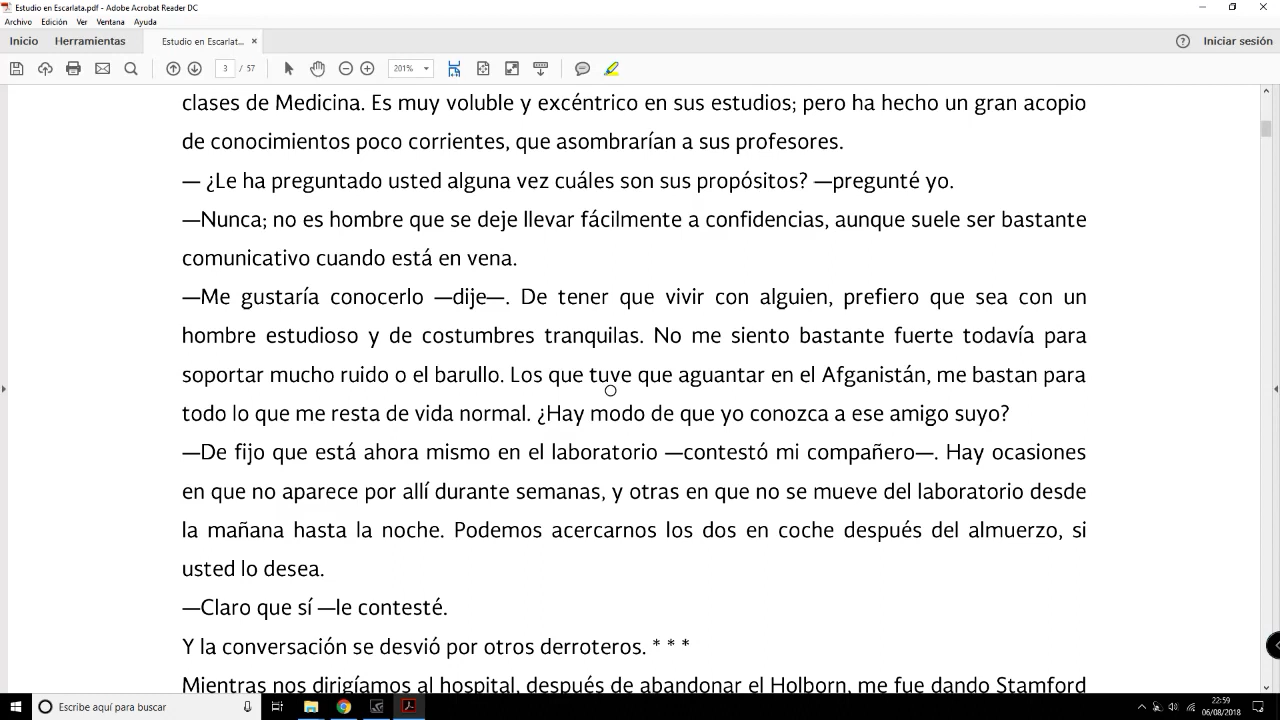 Estudio en Escarlata.pdf - Adobe Acrobat Reader DC
Archivo Edición Ver Ventana Ayuda
Inicio Herramientas Estudio en Escarlat... × Iniciar sesión
3 / 57 201%
clases de Medicina. Es muy voluble y excéntrico en sus estudios; pero ha hecho un gran acopio
de conocimientos poco corrientes, que asombrarían a sus profesores.
— ¿Le ha preguntado usted alguna vez cuáles son sus propósitos? —pregunté yo.
—Nunca; no es hombre que se deje llevar fácilmente a confidencias, aunque suele ser bastante
comunicativo cuando está en vena.
—Me gustaría conocerlo —dije—. De tener que vivir con alguien, prefiero que sea con un
hombre estudioso y de costumbres tranquilas. No me siento bastante fuerte todavía para
soportar mucho ruido o el barullo. Los que tuve que aguantar en el Afganistán, me bastan para
todo lo que me resta de vida normal. ¿Hay modo de que yo conozca a ese amigo suyo?
—De fijo que está ahora mismo en el laboratorio —contestó mi compañero—. Hay ocasiones
en que no aparece por allí durante semanas, y otras en que no se mueve del laboratorio desde
la mañana hasta la noche. Podemos acercarnos los dos en coche después del almuerzo, si
usted lo desea.
—Claro que sí —le contesté.
Y la conversación se desvió por otros derroteros. * * *
Mientras nos dirigíamos al hospital, después de abandonar el Holborn, me fue dando Stamford
Escribe aquí para buscar
22:59
06/08/2018